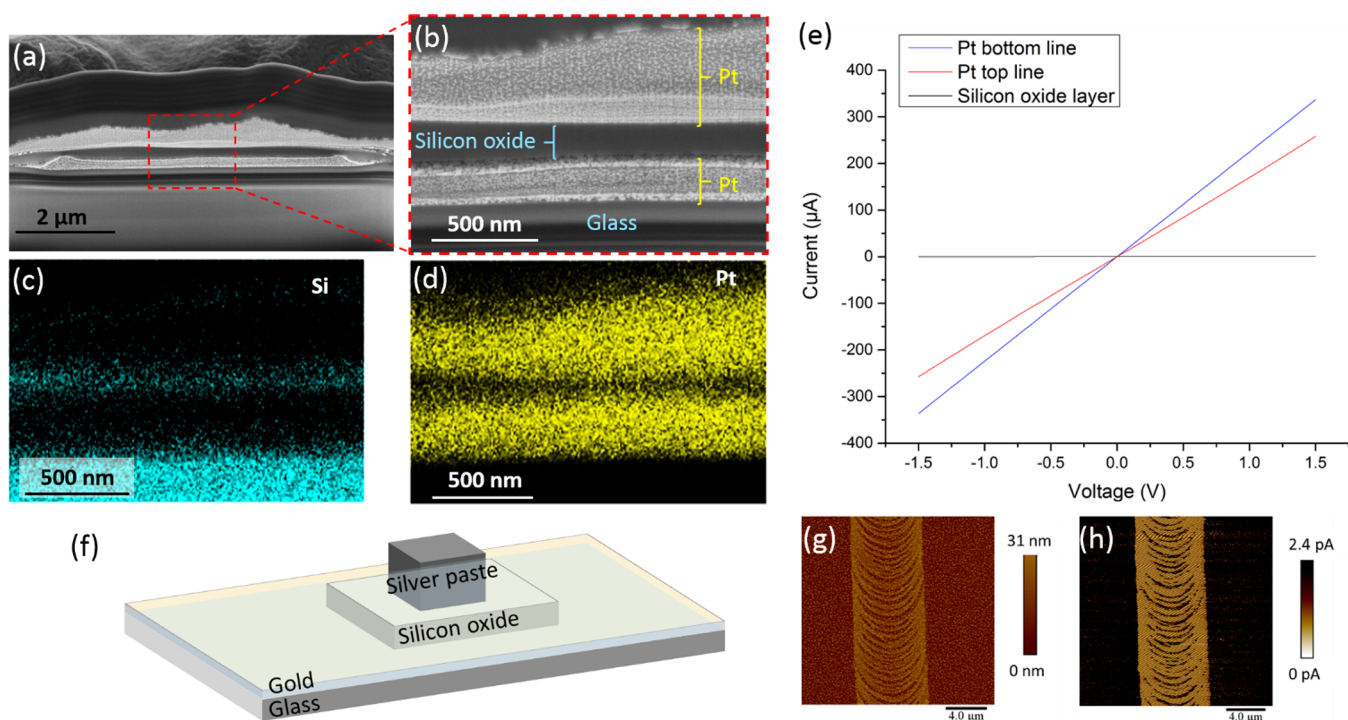 (a)
2 μm
(b)
Pt
Silicon oxide
Pt
Glass
500 nm
(c)
Si
500 nm
(d)
Pt
500 nm
(e)
Pt bottom line
Pt top line
Silicon oxide layer
400
300
200
100
0
-100
-200
-300
-400
Current (μA)
-1.5
-1.0
-0.5
0.0
0.5
1.0
1.5
Voltage (V)
(f)
Silver paste
Silicon oxide
Gold
Glass
(g)
31 nm
0 nm
4.0 μm
(h)
2.4 pA
0 pA
4.0 μm